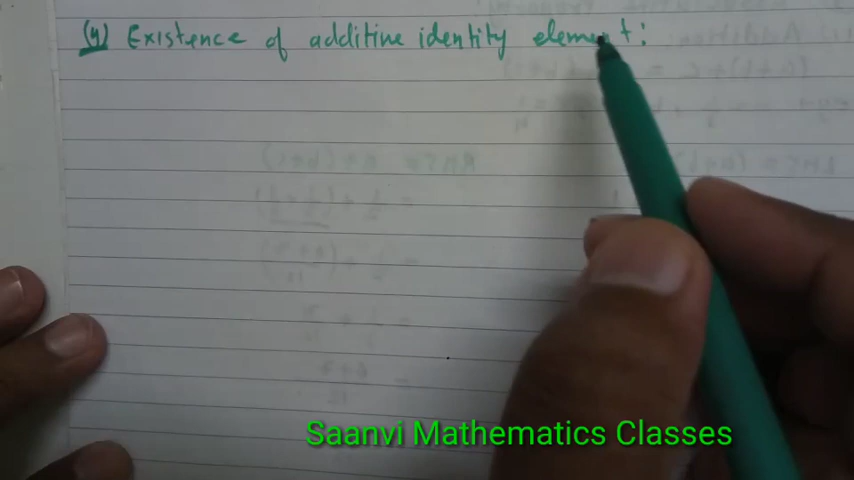 (4) Existence of additive identity element:
Saanvi Mathematics Classes